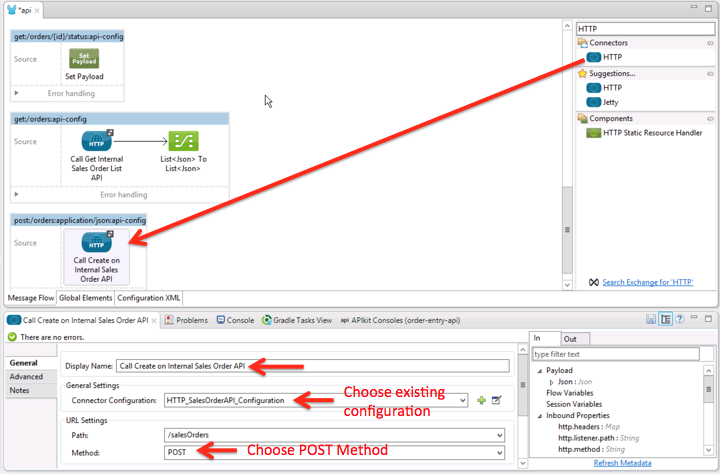 *api
get:/orders/{id}/status:api-config
Source
Set Payload
Set Payload
Error handling
get:/orders:api-config
Source
HTTP
Call Get Internal
Sales Order List
API
List<Json> To
List<Json>
Error handling
post:/orders:application/json:api-config
Source
HTTP
Call Create on
Internal Sales
Order API
HTTP
Connectors
HTTP
Suggestions...
HTTP
Jetty
Components
HTTP Static Resource Handler
Search Exchange for 'HTTP'
Message Flow
Global Elements
Configuration XML
Call Create on Internal Sales Order API
Problems
Console
Gradle Tasks View
api APIkit Consoles (order-entry-api)
There are no errors.
General
Advanced
Notes
Display Name: Call Create on Internal Sales Order API
General Settings
Connector Configuration: HTTP_SalesOrderAPI_Configuration
Choose existing
configuration
URL Settings
Path: /salesOrders
Method: POST
Choose POST Method
In
Out
type filter text
Payload
Json : Json
Flow Variables
Session Variables
Inbound Properties
http.headers : Map
http.listener.path : String
http.method : String
Refresh Metadata